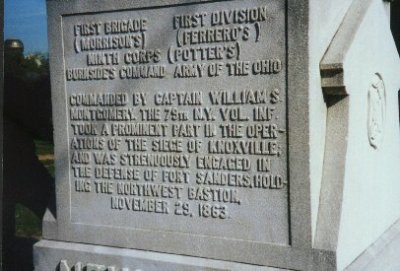 FIRST BRIGADE FIRST DIVISION
(MORRISON'S) (FERRERO'S)
NINTH CORPS (POTTER'S)
BURNSIDE'S COMMAND ARMY OF THE OHIO
COMMANDED BY CAPTAIN WILLIAM S.
MONTGOMERY. THE 79TH N.Y. VOL. INF.
TOOK A PROMINENT PART IN THE OPER-
ATIONS OF THE SIEGE OF KNOXVILLE;
AND WAS STRENUOUSLY ENGAGED IN
THE DEFENSE OF FORT SANDERS, HOLD-
ING THE NORTHWEST BASTION,
NOVEMBER 29, 1863.